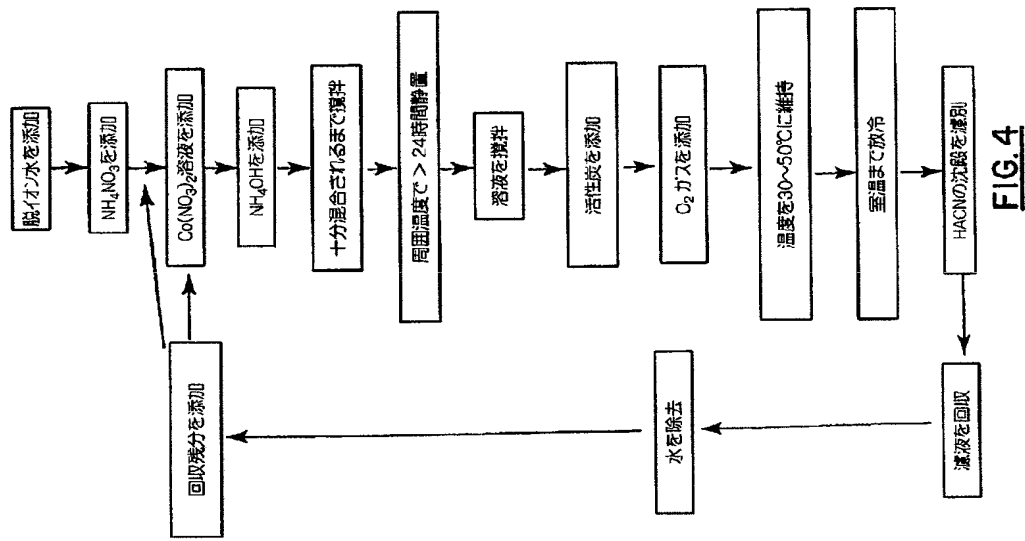 脱イオン水を添加
NH₄NO₃を添加
Co(NO₃)₂溶液を添加
NH₄OHを添加
十分混合されるまで攪拌
周囲温度で > 24時間静置
溶液を攪拌
活性炭を添加
O₂ガスを添加
温度を30～50℃に維持
室温まで放冷
HACNの沈殿を濾別
濾液を回収
水を除去
回収残分を添加
FIG. 4